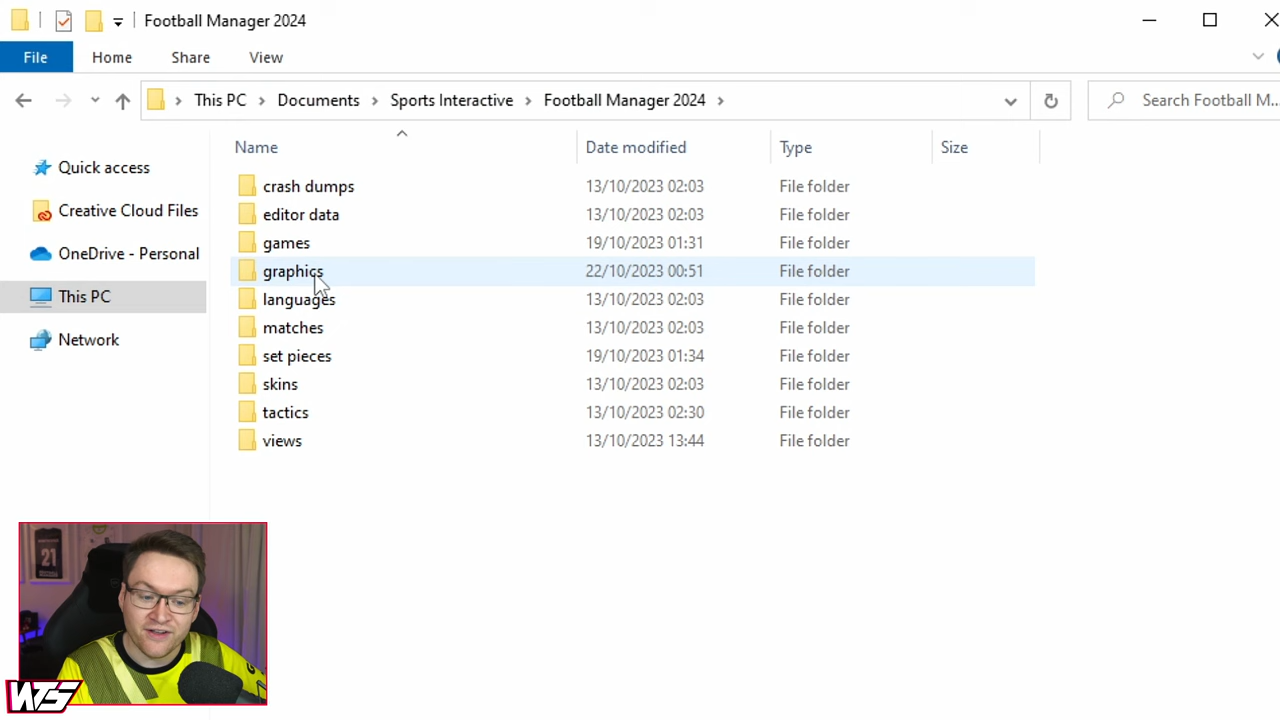 Football Manager 2024
File Home Share View
This PC Documents Sports Interactive Football Manager 2024 Search Football M...
Name Date modified Type Size
Quick access
Creative Cloud Files
OneDrive - Personal
This PC
Network
crash dumps 13/10/2023 02:03 File folder
editor data 13/10/2023 02:03 File folder
games 19/10/2023 01:31 File folder
graphics 22/10/2023 00:51 File folder
languages 13/10/2023 02:03 File folder
matches 13/10/2023 02:03 File folder
set pieces 19/10/2023 01:34 File folder
skins 13/10/2023 02:03 File folder
tactics 13/10/2023 02:30 File folder
views 13/10/2023 13:44 File folder
21
WTS